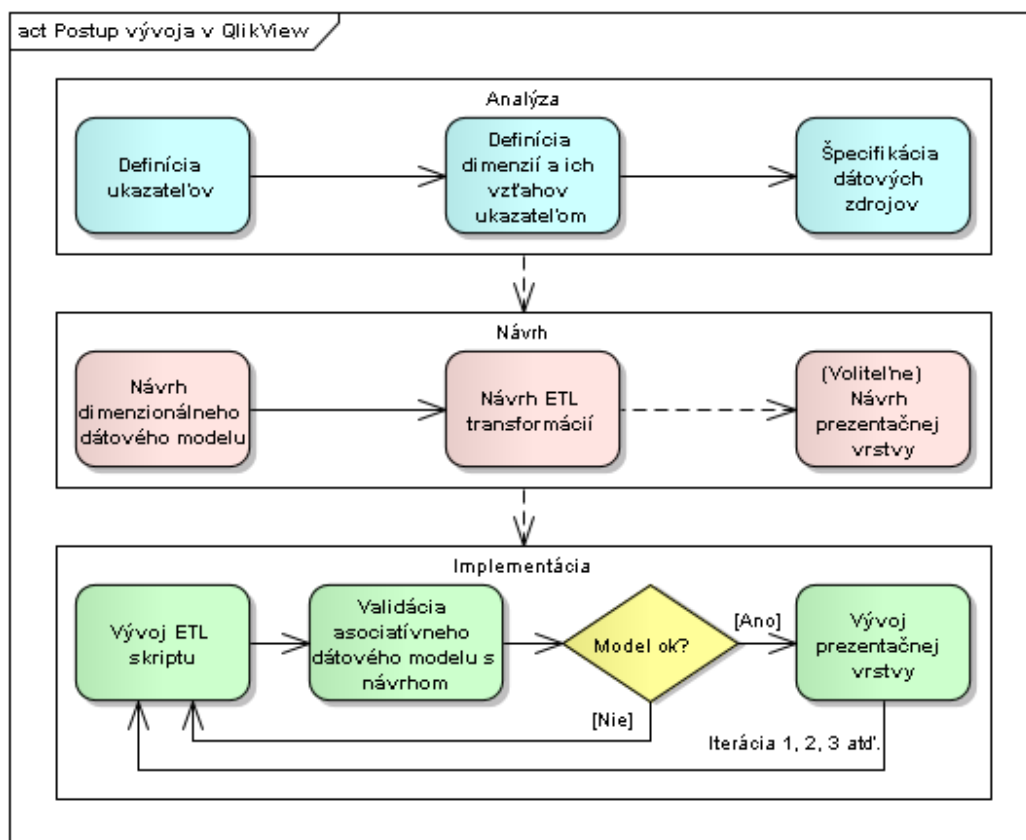 act Postup vývoja v QlikView
Analýza
Definícia
ukazateľov
Definícia
dimenzií a ich
vzťahov
ukazateľom
Špecifikácia
dátových
zdrojov
Návrh
Návrh
dimenzionálneho
dátového modelu
Návrh ETL
transformácií
(Voliteľne)
Návrh
prezentačnej
vrstvy
Implementácia
Vývoj ETL
skriptu
Validácia
asociatívneho
dátového modelu s
návrhom
Model ok?
[Ano]
Vývoj
prezentačnej
vrstvy
[Nie]
Iterácia 1, 2, 3 atď.